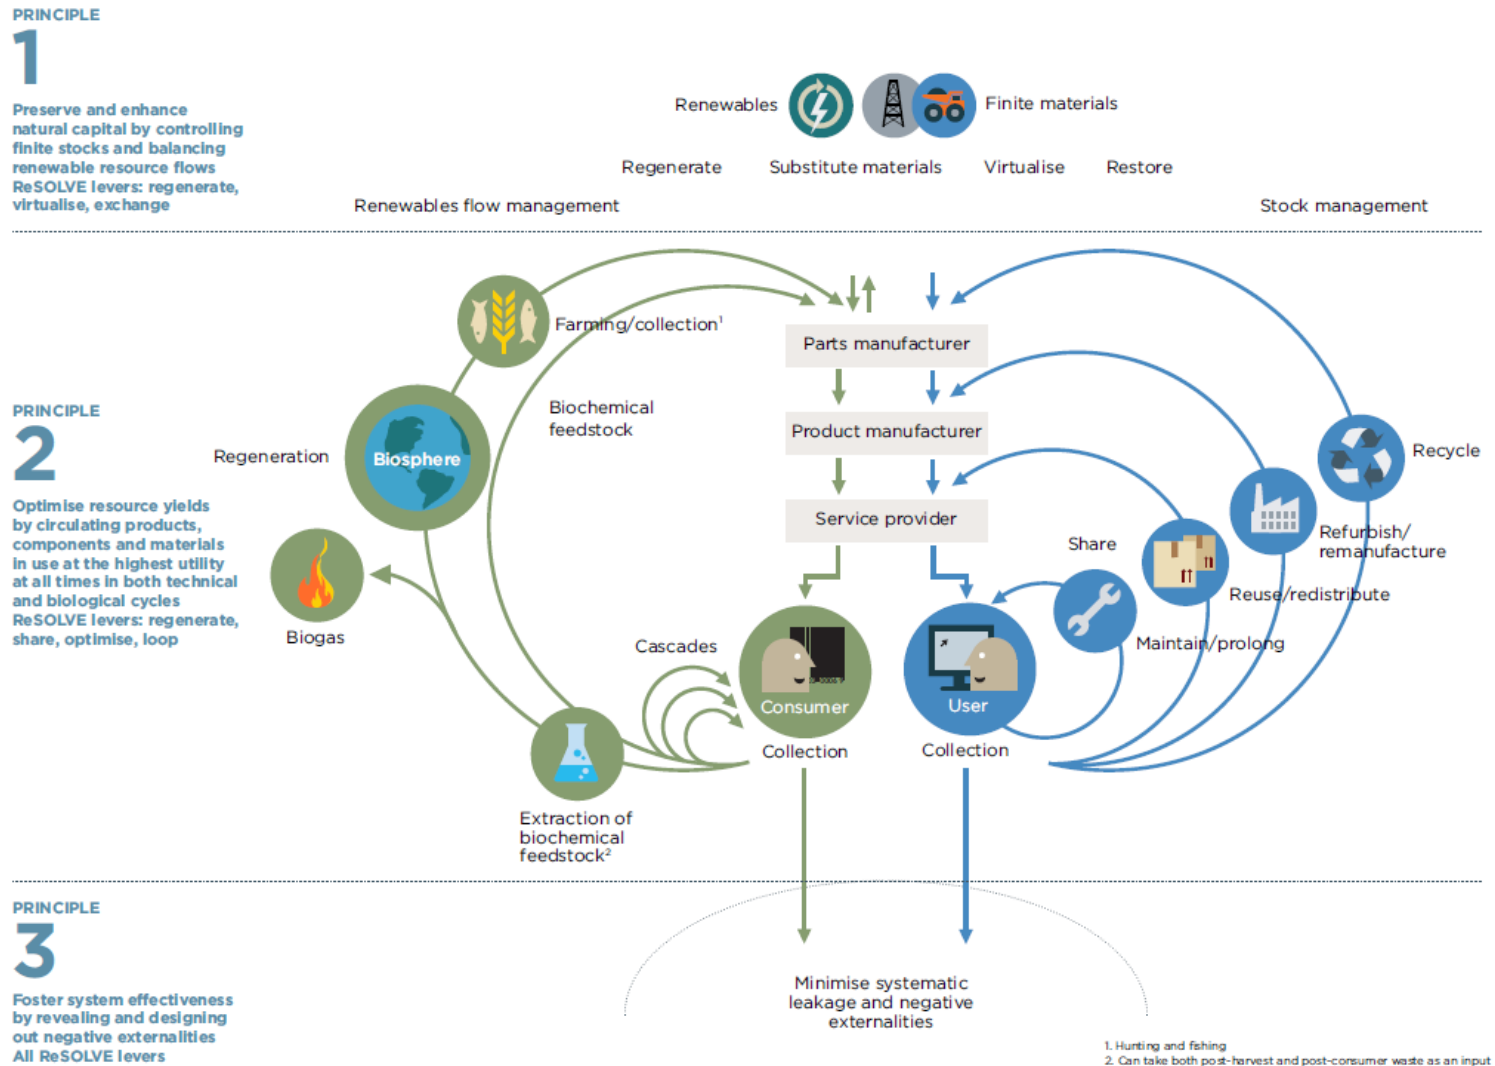 PRINCIPLE
1
Preserve and enhance
natural capital by controlling
finite stocks and balancing
renewable resource flows
ReSOLVE levers: regenerate,
virtualise, exchange
Renewables
Finite materials
Regenerate
Substitute materials
Virtualise
Restore
Renewables flow management
Stock management
PRINCIPLE
2
Optimise resource yields
by circulating products,
components and materials
in use at the highest utility
at all times in both technical
and biological cycles
ReSOLVE levers: regenerate,
share, optimise, loop
Farming/collection¹
Biochemical
feedstock
Regeneration
Biosphere
Biogas
Cascades
Extraction of
biochemical
feedstock²
Parts manufacturer
Product manufacturer
Service provider
Consumer
Collection
User
Collection
Share
Maintain/prolong
Reuse/redistribute
Refurbish/
remanufacture
Recycle
PRINCIPLE
3
Foster system effectiveness
by revealing and designing
out negative externalities
All ReSOLVE levers
Minimise systematic
leakage and negative
externalities
1. Hunting and fishing
2. Can take both post-harvest and post-consumer waste as an input